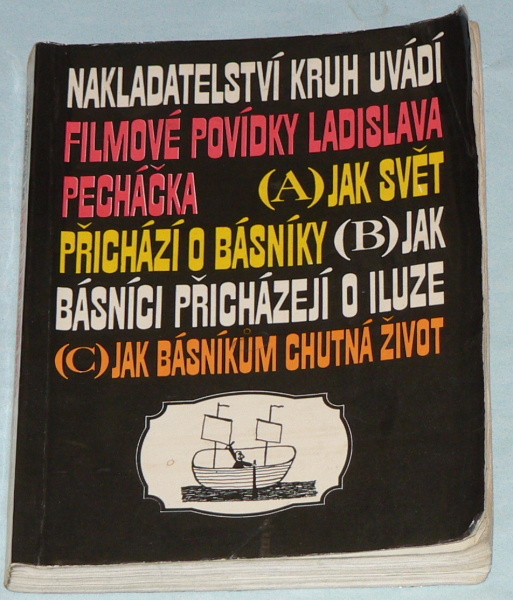 NAKLADATELSTVÍ KRUH UVÁDÍ
FILMOVÉ POVÍDKY LADISLAVA
PECHÁČKA (A) JAK SVĚT
PŘICHÁZÍ O BÁSNÍKY (B) JAK
BÁSNÍCI PŘICHÁZEJÍ O ILUZE
(C) JAK BÁSNÍKŮM CHUTNÁ ŽIVOT